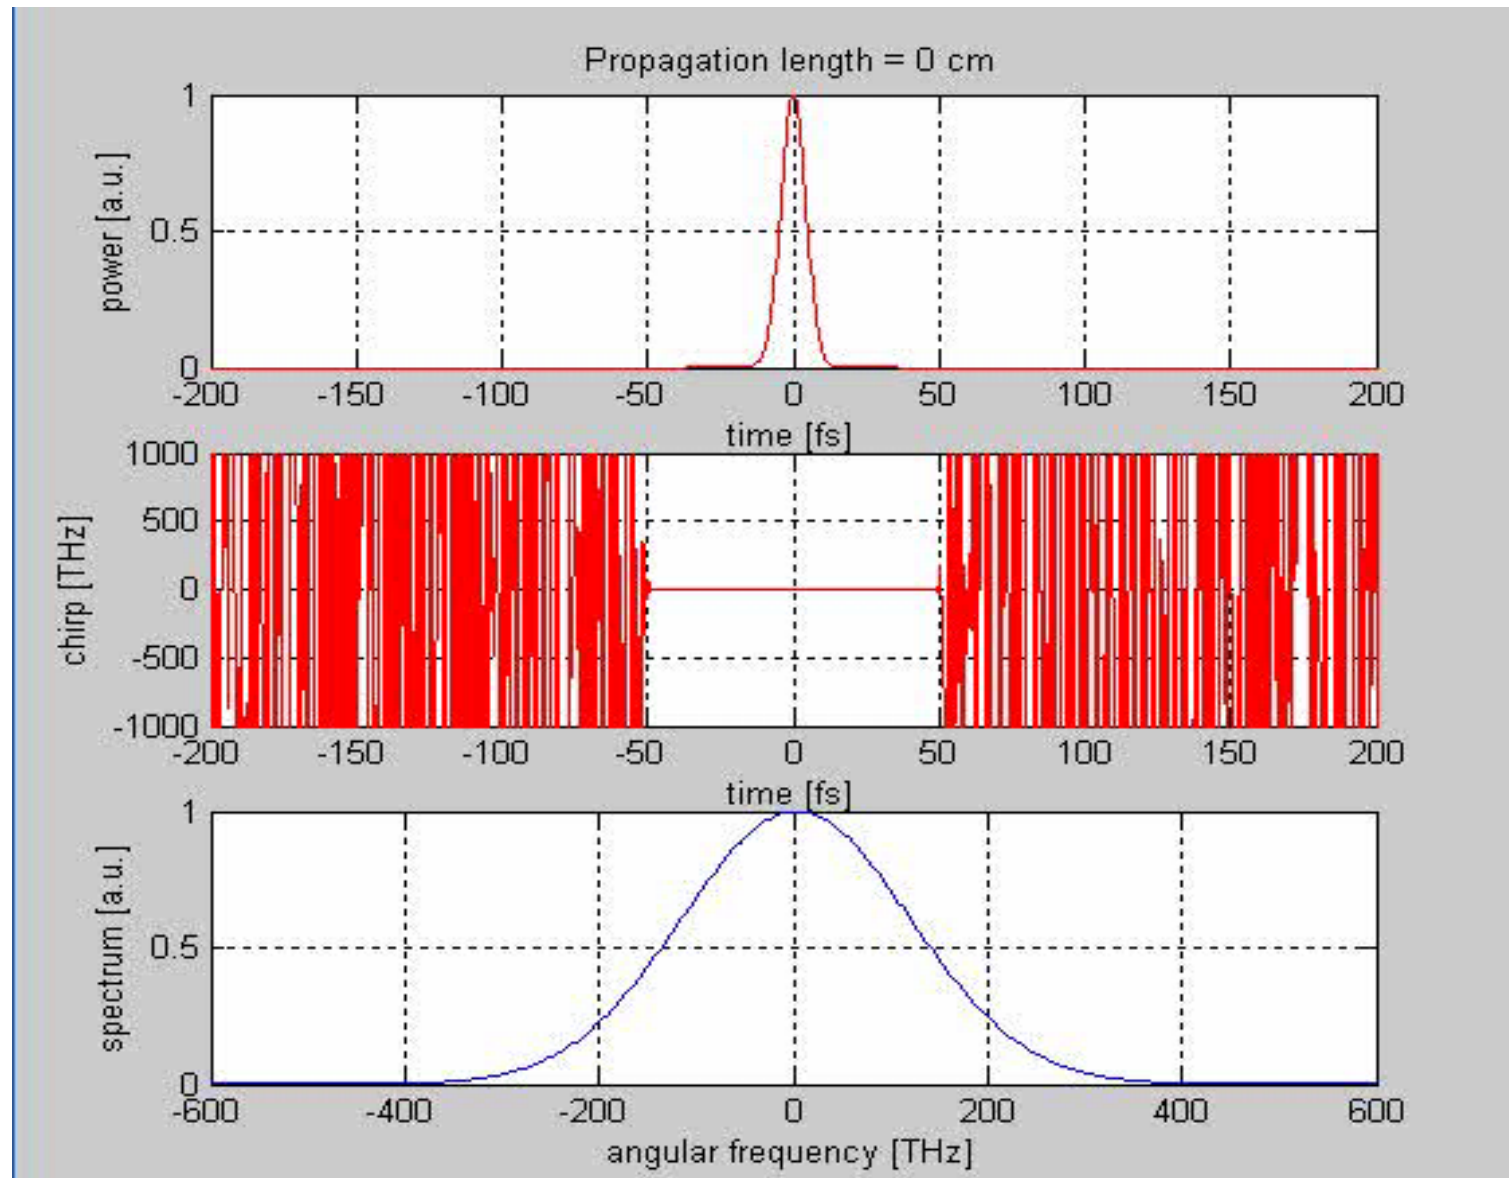 Propagation length = 0 cm
1
0.5
0
power [a.u.]
-200 -150 -100 -50 0 50 100 150 200
time [fs]
1000
500
0
-500
-1000
chirp [THz]
-200 -150 -100 -50 0 50 100 150 200
time [fs]
1
0.5
0
spectrum [a.u.]
-600 -400 -200 0 200 400 600
angular frequency [THz]